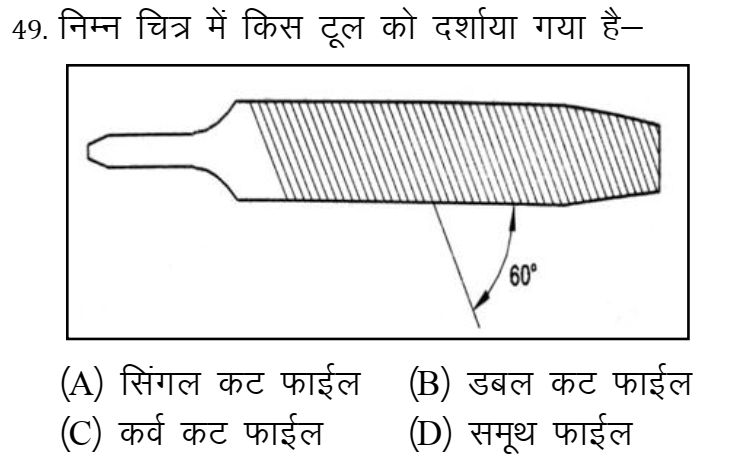 49. निम्न चित्र में किस टूल को दर्शाया गया है–
60°
(A) सिंगल कट फाईल (B) डबल कट फाईल
(C) कर्व कट फाईल (D) समूथ फाईल